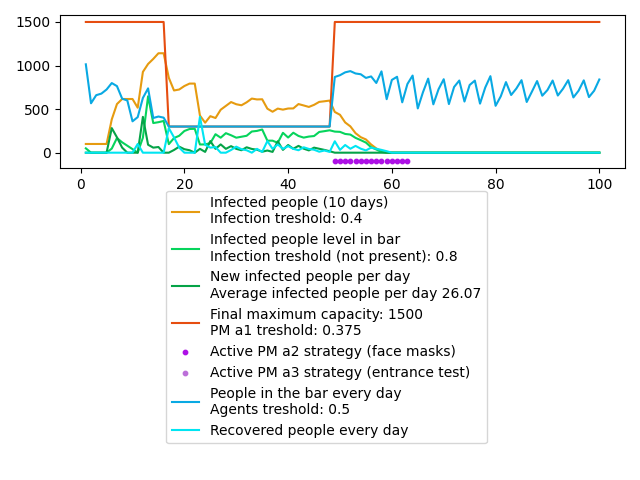 1500
1000
500
0
0
20
40
60
80
100
Infected people (10 days)
Infection treshold: 0.4
Infected people level in bar
Infection treshold (not present): 0.8
New infected people per day
Average infected people per day 26.07
Final maximum capacity: 1500
PM a1 treshold: 0.375
Active PM a2 strategy (face masks)
Active PM a3 strategy (entrance test)
People in the bar every day
Agents treshold: 0.5
Recovered people every day